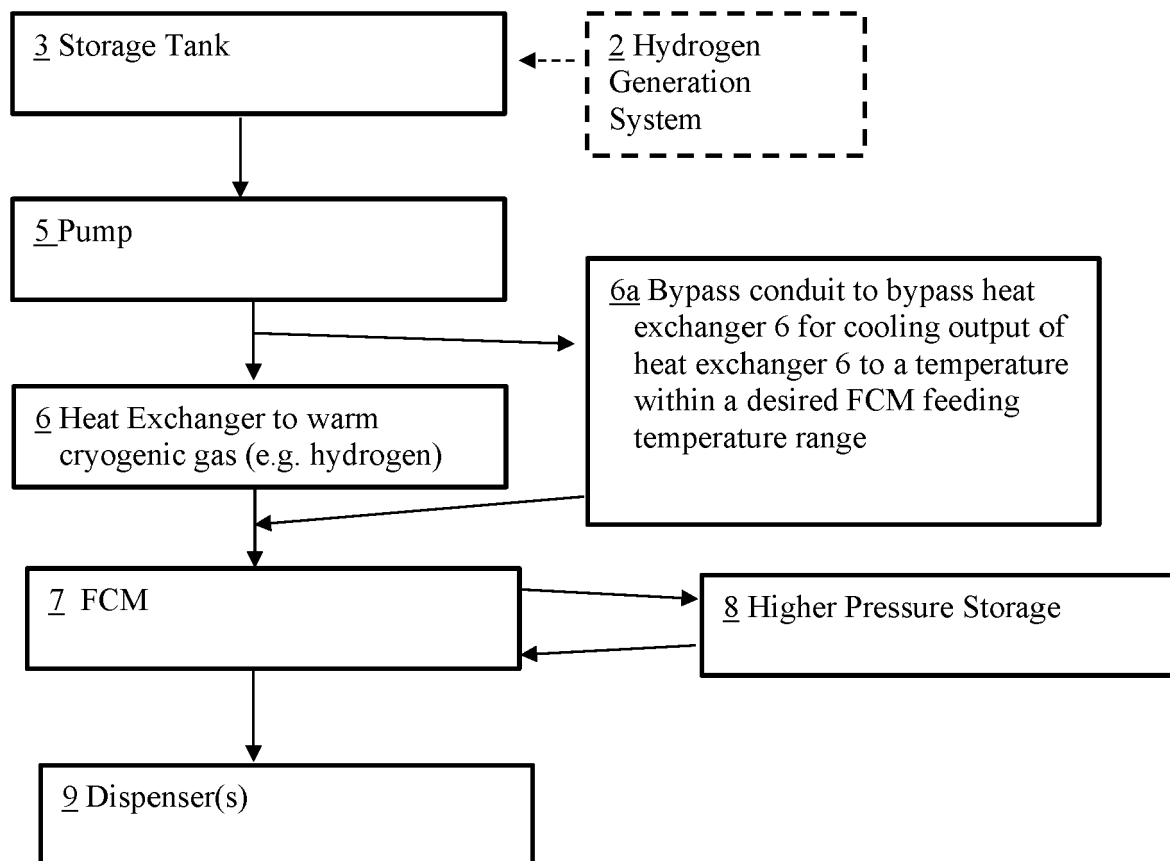 3 Storage Tank
2 Hydrogen
Generation
System
5 Pump
6a Bypass conduit to bypass heat
exchanger 6 for cooling output of
heat exchanger 6 to a temperature
within a desired FCM feeding
temperature range
6 Heat Exchanger to warm
cryogenic gas (e.g. hydrogen)
7 FCM
8 Higher Pressure Storage
9 Dispenser(s)